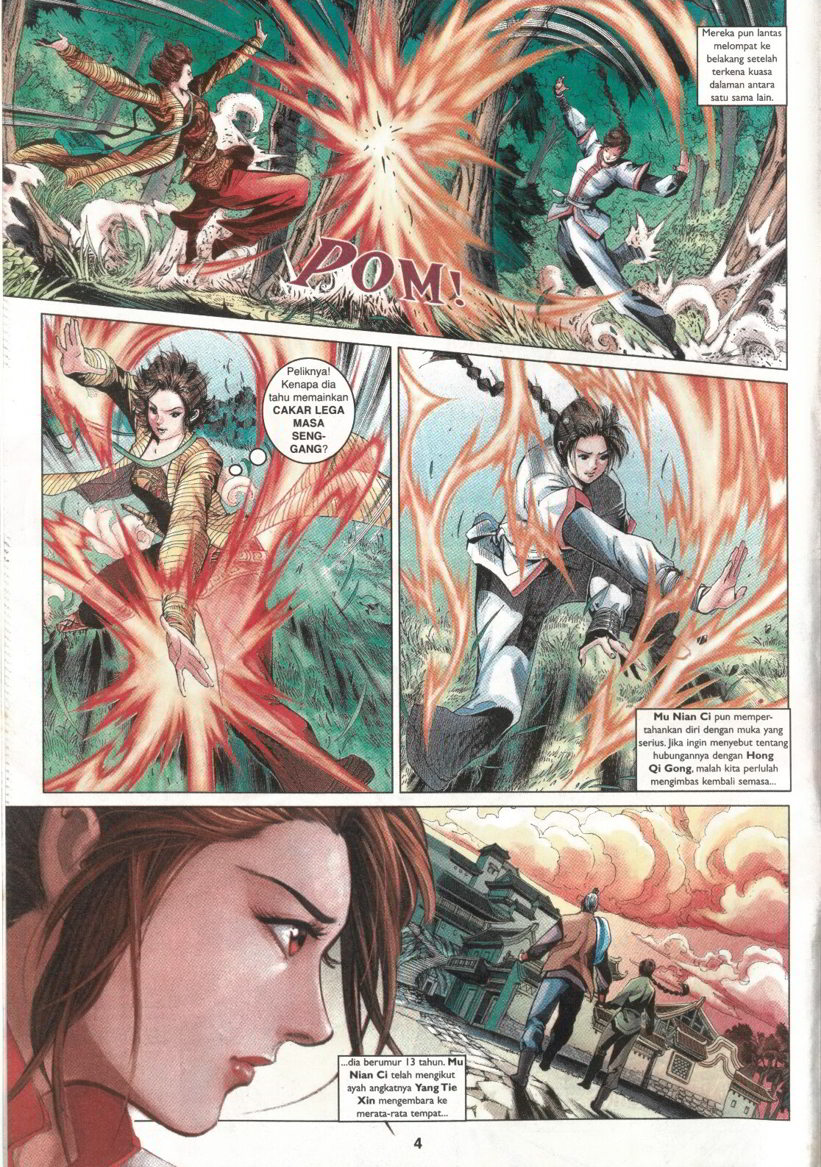 Mereka pun lantas
melompat ke
belakang setelah
terkena kuasa
dalaman antara
satu sama lain.
POM!
Peliknya!
Kenapa dia
tahu memainkan
CAKAR LEGA
MASA
SENG-
GANG?
Mu Nian Ci pun memper-
tahankan diri dengan muka yang
serius. Jika ingin menyebut tentang
hubungannya dengan Hong
Qi Gong, malah kita perlulah
mengimbas kembali semasa...
...dia berumur 13 tahun. Mu
Nian Ci telah mengikut
ayah angkatnya Yang Tie
Xin mengembara ke
merata-rata tempat...
4